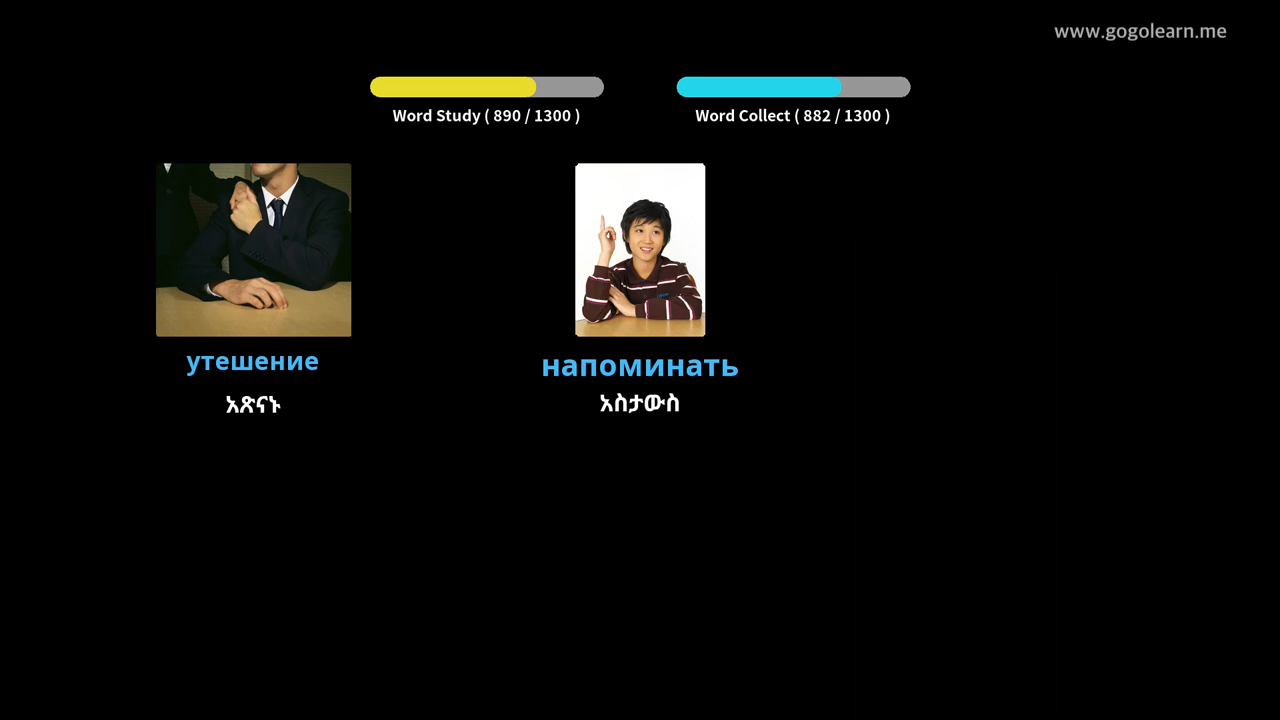 www.gogolearn.me
Word Study ( 890 / 1300 )
Word Collect ( 882 / 1300 )
утешение
напоминать
አጽናኑ
አስታውስ